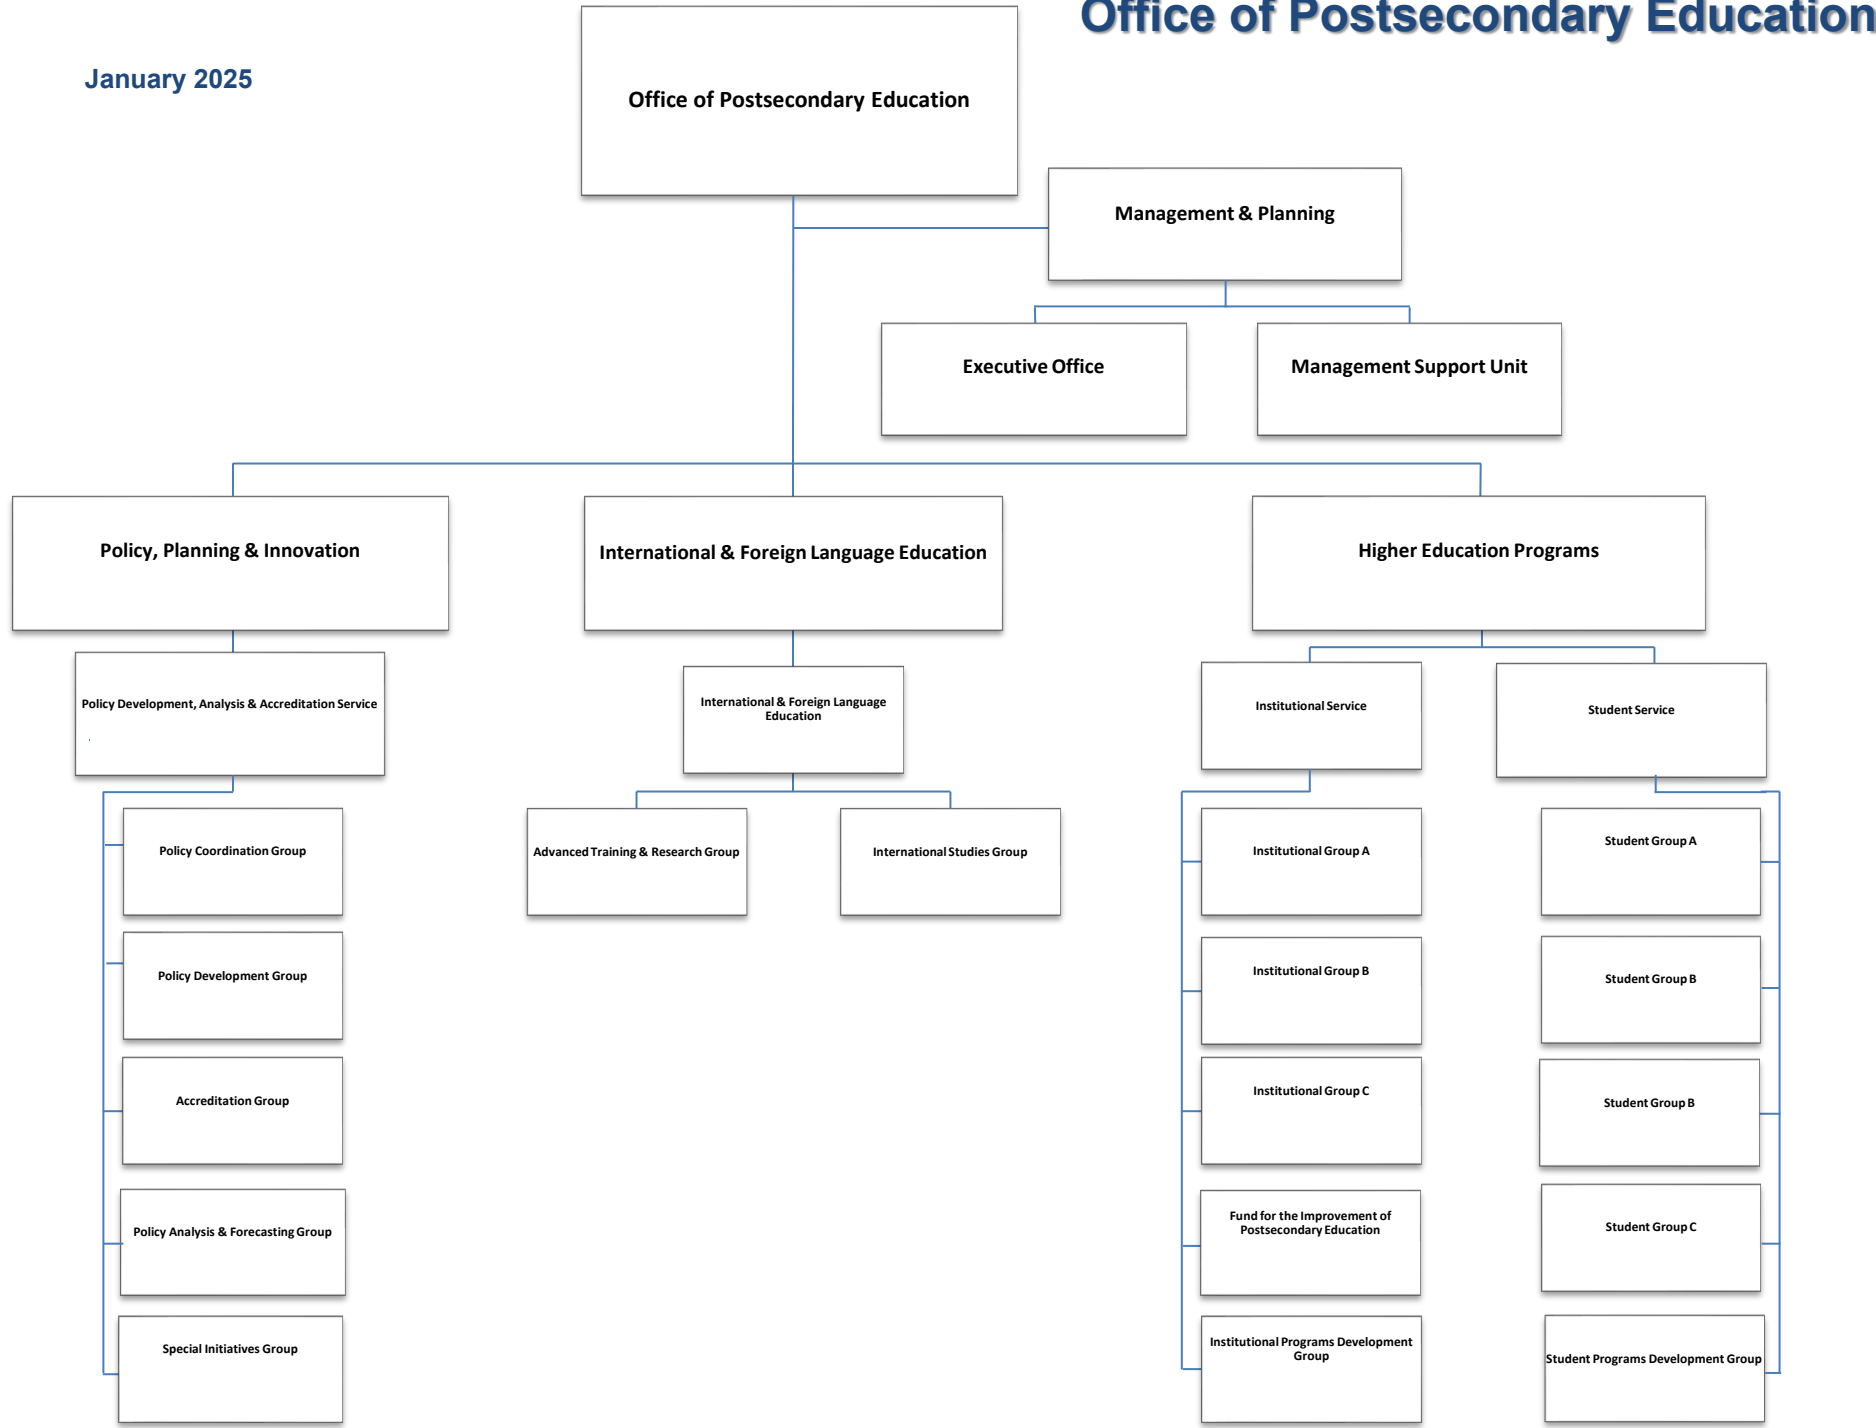 Office of Postsecondary Education
January 2025
Office of Postsecondary Education
Management & Planning
Executive Office
Management Support Unit
Policy, Planning & Innovation
International & Foreign Language Education
Higher Education Programs
Policy Development, Analysis & Accreditation Service
.
International & Foreign Language
Education
Institutional Service
Student Service
Policy Coordination Group
Policy Development Group
Accreditation Group
Policy Analysis & Forecasting Group
Special Initiatives Group
Advanced Training & Research Group
International Studies Group
Institutional Group A
Institutional Group B
Institutional Group C
Fund for the Improvement of
Postsecondary Education
Institutional Programs Development
Group
Student Group A
Student Group B
Student Group B
Student Group C
Student Programs Development Group